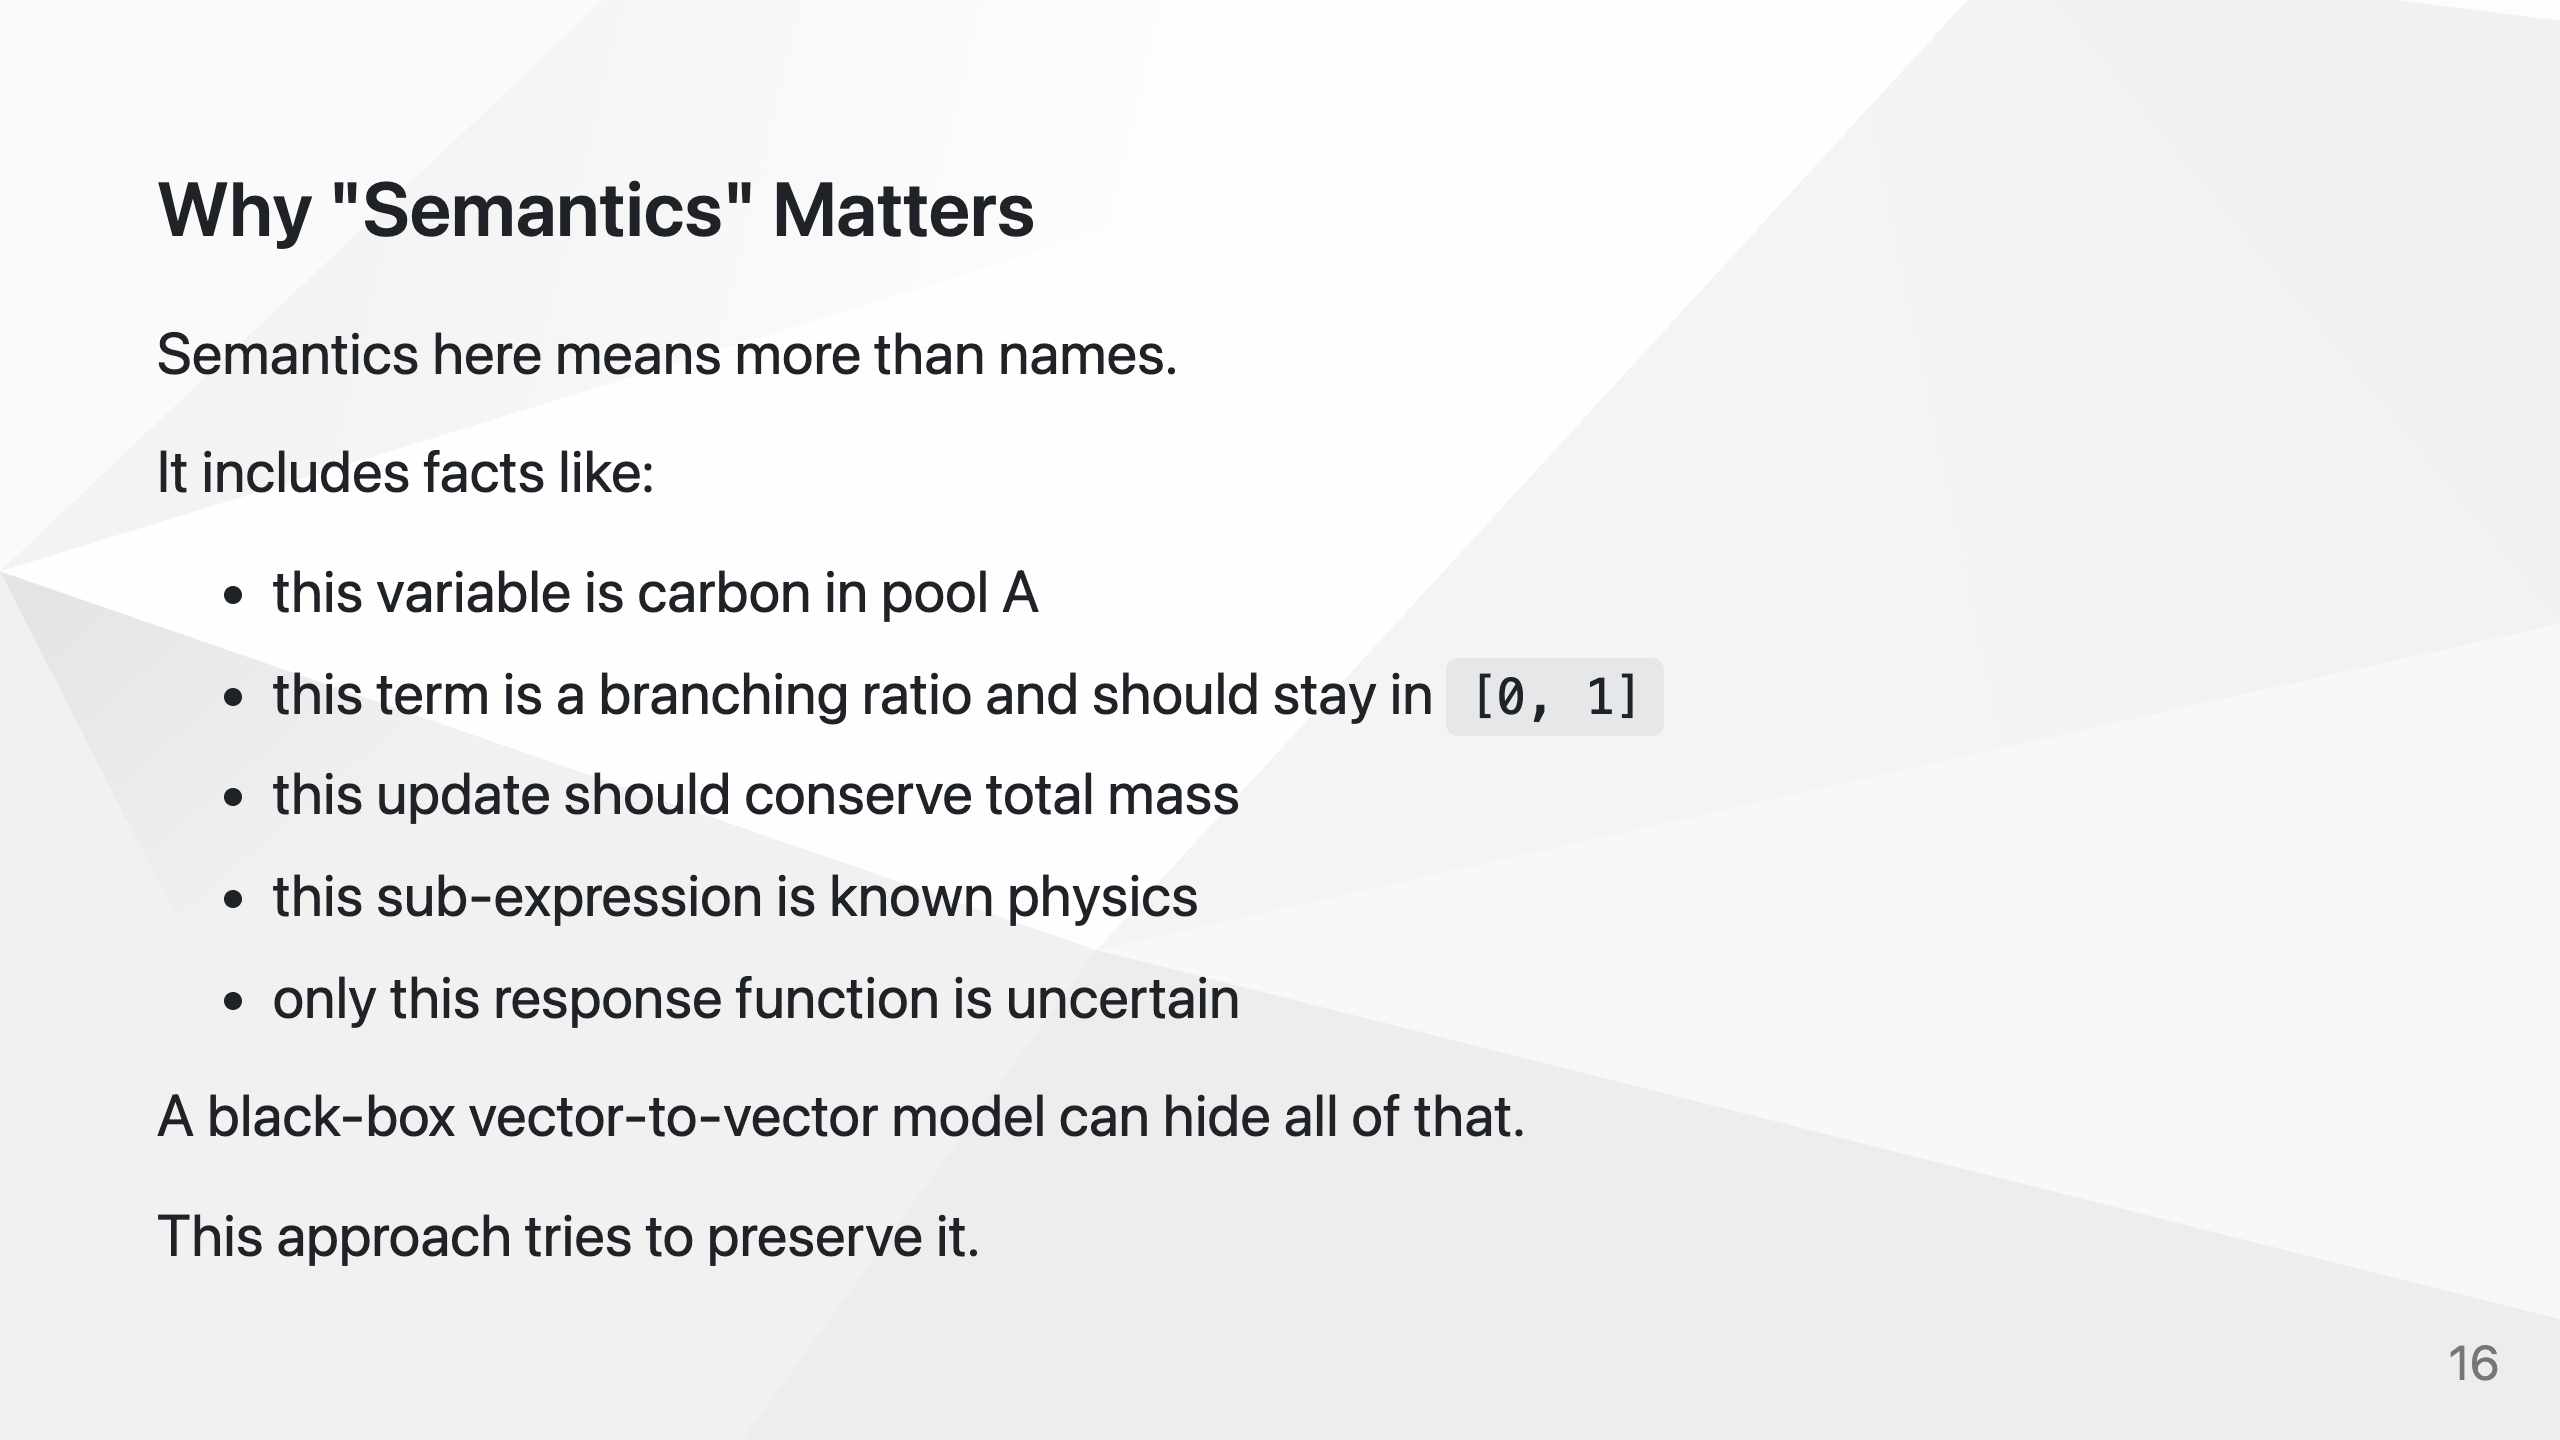 Why "Semantics" Matters
Semantics here means more than names.
It includes facts like:
• this variable is carbon in pool A
• this term is a branching ratio and should stay in [0, 1]
• this update should conserve total mass
• this sub-expression is known physics
• only this response function is uncertain
A black-box vector-to-vector model can hide all of that.
This approach tries to preserve it.
16